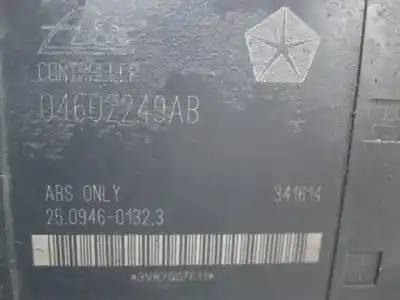 CONTROLLER
04602249AB
ABS ONLY 341614
25.0946-0132.3